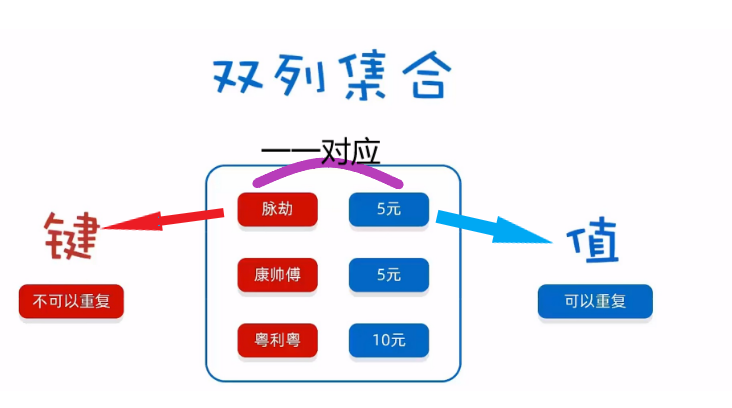 双列集合
一一对应
键
不可以重复
脉劫 5元
康帅傅 5元
粤利粤 10元
值
可以重复